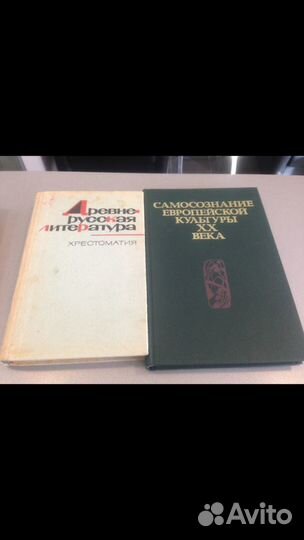 Древне-
русская
литература
ХРЕСТОМАТИЯ
САМОСОЗНАНИЕ
ЕВРОПЕЙСКОЙ
КУЛЬТУРЫ
XX
ВЕКА
Avito